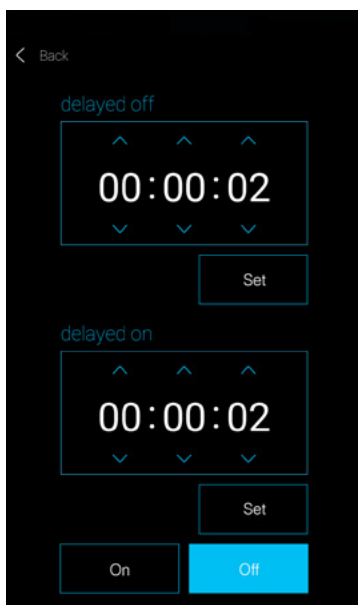 Back
delayed off
00:00:02
Set
delayed on
00:00:02
Set
On Off